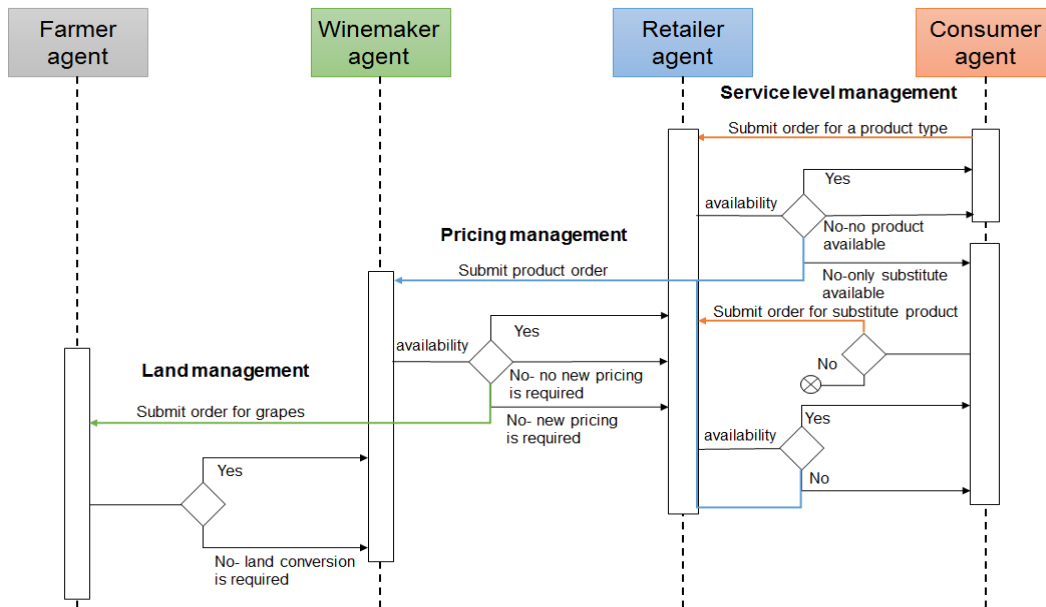 Farmer
agent
Winemaker
agent
Retailer
agent
Consumer
agent
Service level management
Submit order for a product type
Yes
availability
No-no product
available
Pricing management
Submit product order
No-only substitute
available
Submit order for substitute product
Yes
availability
No
Land management
No- no new pricing
is required
Submit order for grapes
No- new pricing
is required
Yes
availability
Yes
No
No- land conversion
is required